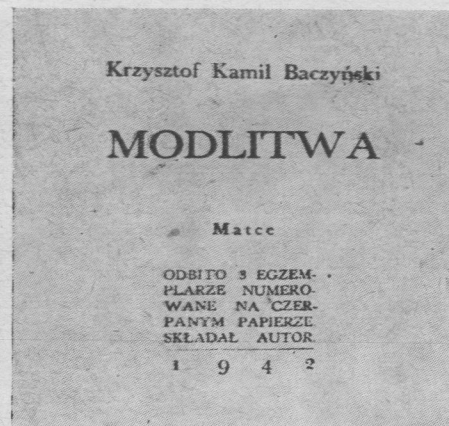 Krzysztof Kamil Baczyński
MODLITWA
Matce
ODBITO 3 EGZEM-
PLARZE NUMERO-
WANE NA CZER-
PANYM PAPIERZE
SKŁADAŁ AUTOR
1 9 4 2